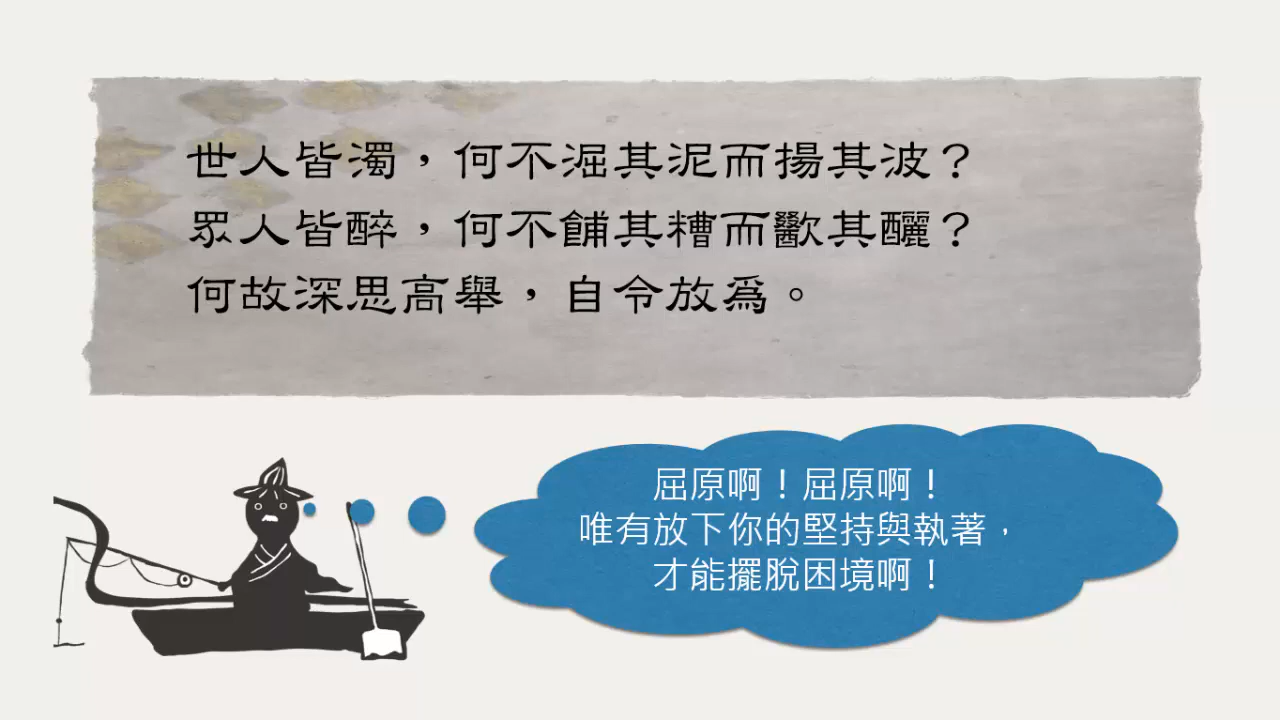 世人皆濁，何不淈其泥而揚其波？
眾人皆醉，何不餔其糟而歠其釃？
何故深思高舉，自令放為。
屈原啊！屈原啊！
唯有放下你的堅持與執著，
才能擺脫困境啊！